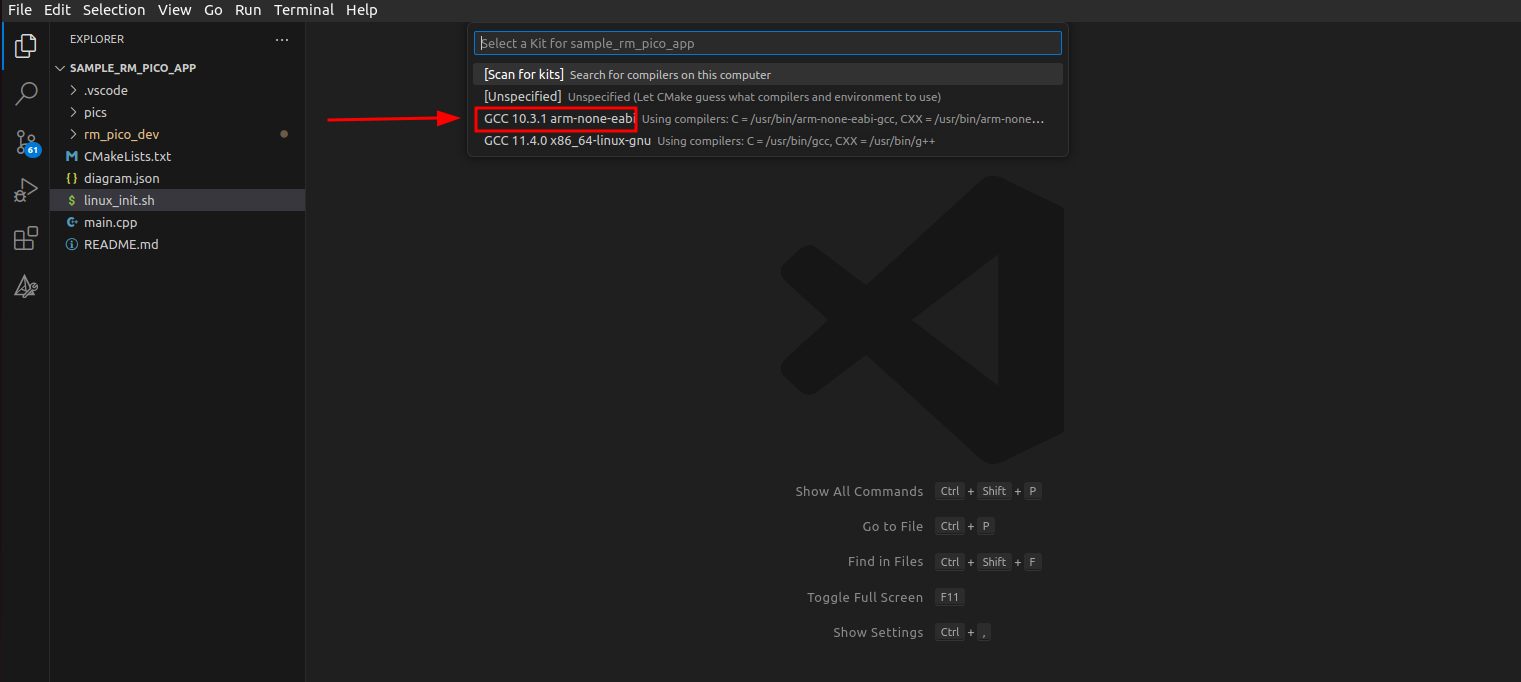 File Edit Selection View Go Run Terminal Help
EXPLORER ...
SAMPLE_RM_PICO_APP
.vscode
pics
rm_pico_dev
CMakeLists.txt
{} diagram.json
$ linux_init.sh
main.cpp
README.md
61
Select a Kit for sample_rm_pico_app
[Scan for kits] Search for compilers on this computer
[Unspecified] Unspecified (Let CMake guess what compilers and environment to use)
GCC 10.3.1 arm-none-eabi Using compilers: C = /usr/bin/arm-none-eabi-gcc, CXX = /usr/bin/arm-none...
GCC 11.4.0 x86_64-linux-gnu Using compilers: C = /usr/bin/gcc, CXX = /usr/bin/g++
Show All Commands Ctrl + Shift + P
Go to File Ctrl + P
Find in Files Ctrl + Shift + F
Toggle Full Screen F11
Show Settings Ctrl + ,